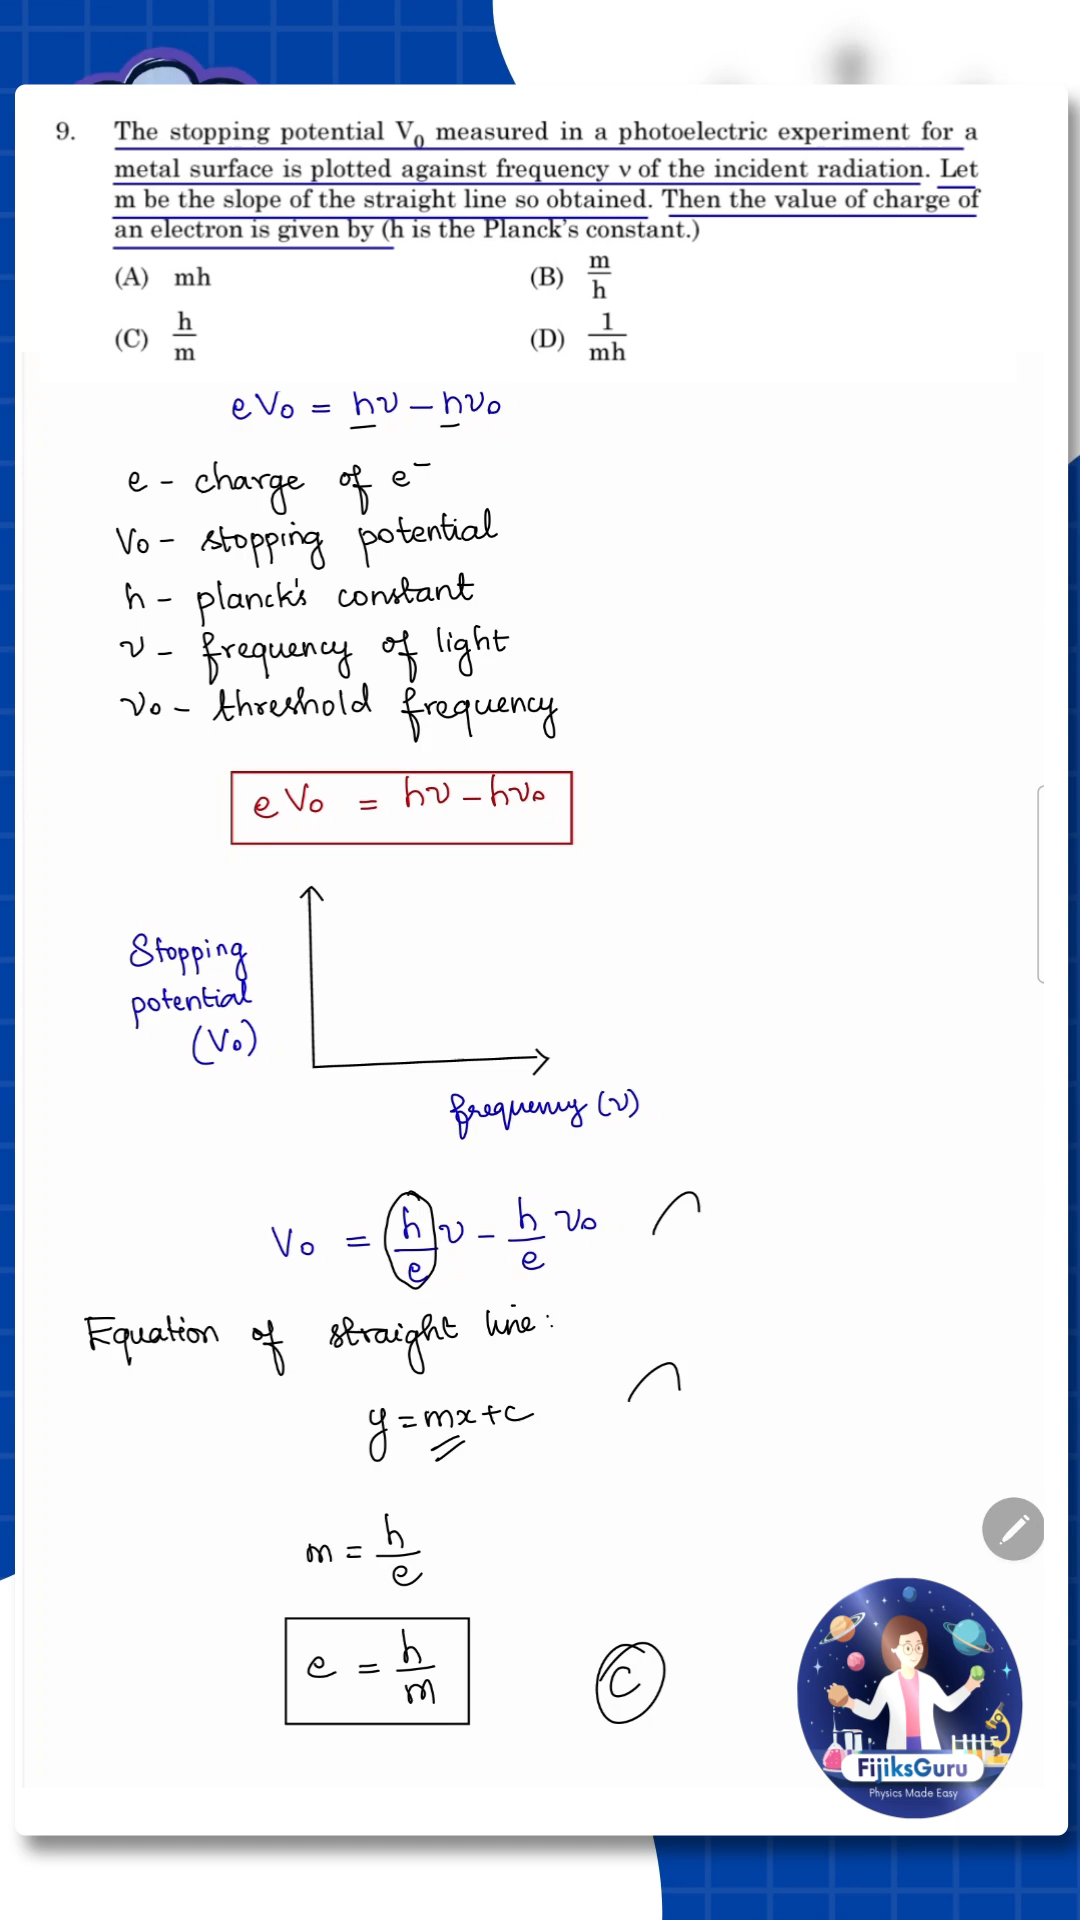 9. The stopping potential V₀ measured in a photoelectric experiment for a
metal surface is plotted against frequency ν of the incident radiation. Let
m be the slope of the straight line so obtained. Then the value of charge of
an electron is given by (h is the Planck's constant.)
(A) mh (B) m/h
(C) h/m (D) 1/mh
eV₀ = hν – hν₀
e – charge of e⁻
V₀ – stopping potential
h – planck's constant
ν – frequency of light
ν₀ – threshold frequency
eV₀ = hν – hν₀
Stopping
potential
(V₀)
frequency (ν)
V₀ = (h/e) ν – h/e ν₀
Equation of straight line:
y = mx + c
m = h/e
e = h/m C
FijiksGuru
Physics Made Easy